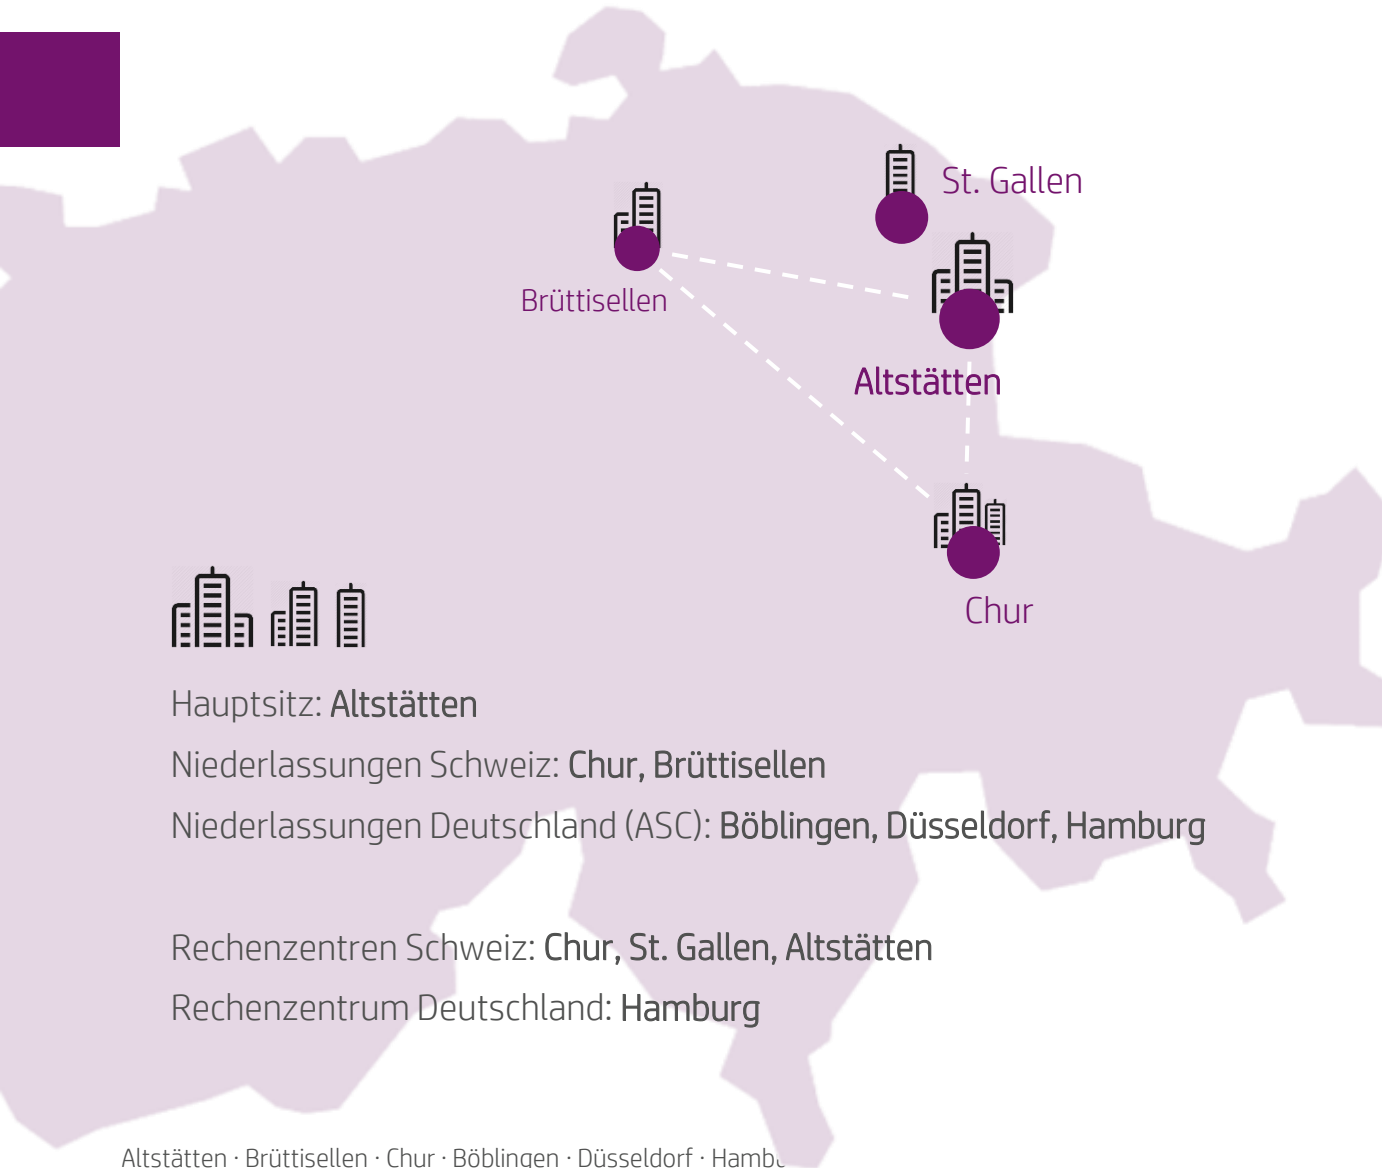 St. Gallen
Brüttisellen
Altstätten
Chur
Hauptsitz: Altstätten
Niederlassungen Schweiz: Chur, Brüttisellen
Niederlassungen Deutschland (ASC): Böblingen, Düsseldorf, Hamburg
Rechenzentren Schweiz: Chur, St. Gallen, Altstätten
Rechenzentrum Deutschland: Hamburg
Altstätten · Brüttisellen · Chur · Böblingen · Düsseldorf ·